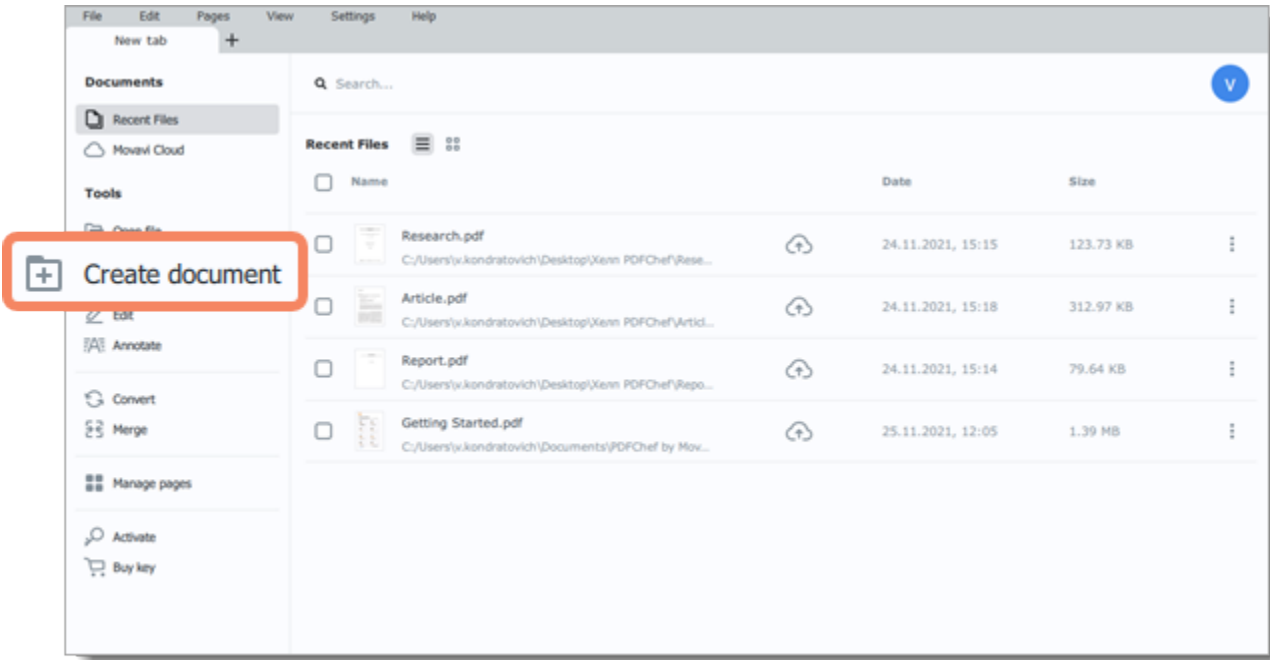 File Edit Pages View Settings Help
New tab +
Documents
Recent Files
Movavi Cloud
Tools
Open file
Create document
Edit
Annotate
Convert
Merge
Manage pages
Activate
Buy key
Search...
V
Recent Files
Name Date Size
Research.pdf
C:/Users\v.kondratovich\Desktop\Xenn PDFChef\Rese...
24.11.2021, 15:15 123.73 KB
Article.pdf
C:/Users\v.kondratovich\Desktop\Xenn PDFChef\Articl...
24.11.2021, 15:18 312.97 KB
Report.pdf
C:/Users\v.kondratovich\Desktop\Xenn PDFChef\Repo...
24.11.2021, 15:14 79.64 KB
Getting Started.pdf
C:/Users\v.kondratovich\Documents\PDFChef by Mov...
25.11.2021, 12:05 1.39 MB